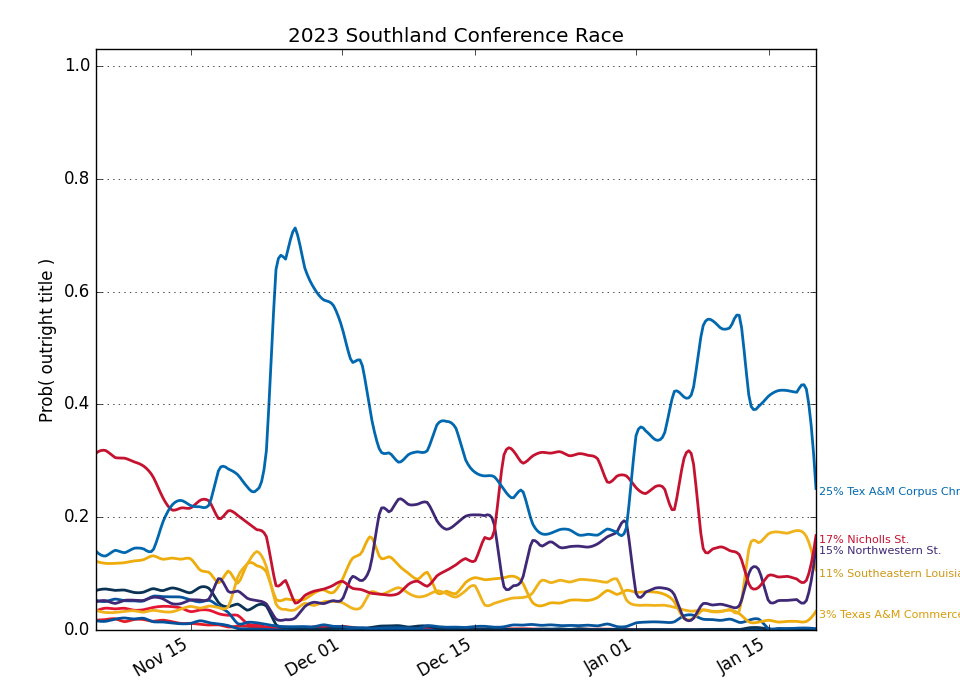 2023 Southland Conference Race
Prob( outright title )
1.0
0.8
0.6
0.4
0.2
0.0
Nov 15
Dec 01
Dec 15
Jan 01
Jan 15
25% Tex A&M Corpus Chr
17% Nicholls St.
15% Northwestern St.
11% Southeastern Louisia
3% Texas A&M Commerce